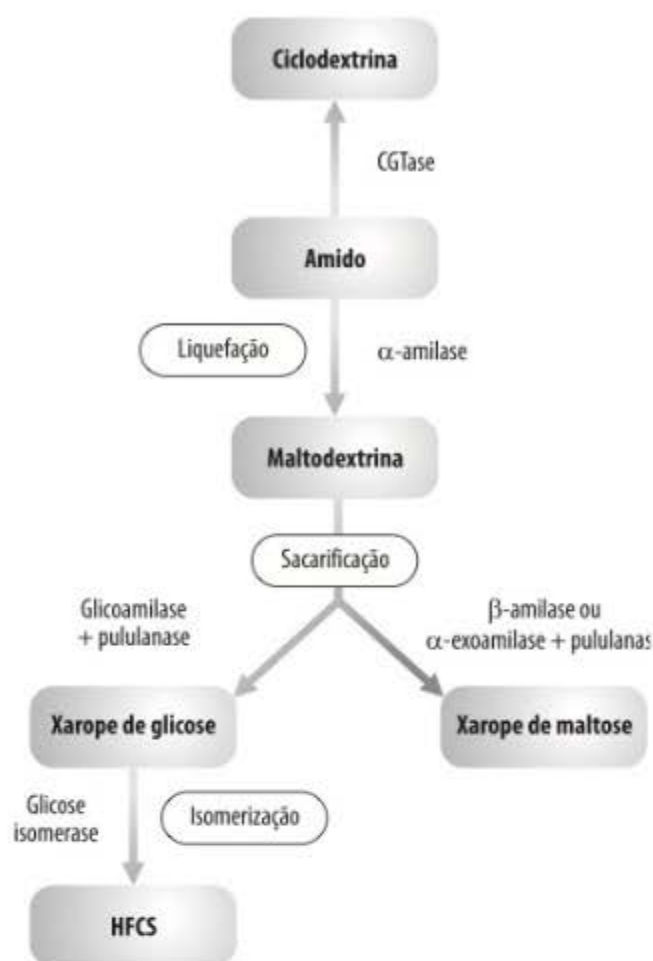 Ciclodextrina
CGTase
Amido
Liquefação
α-amilase
Maltodextrina
Sacarificação
Glicoamilase
+ pululanase
β-amilase ou
α-exoamilase + pululanas
Xarope de glicose
Xarope de maltose
Glicose
isomerase
Isomerização
HFCS